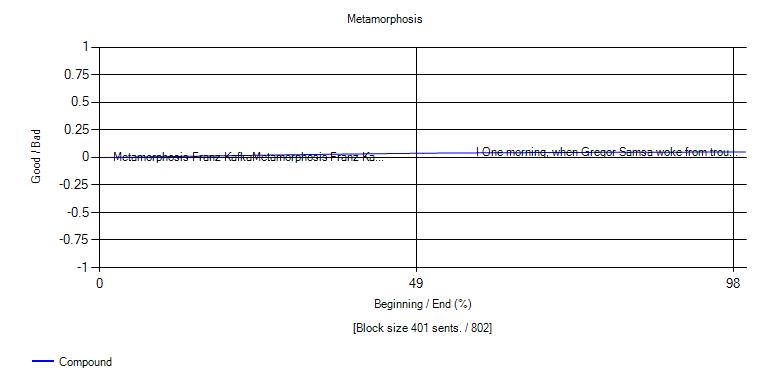 Metamorphosis
1
0.75
0.5
0.25
0
-0.25
-0.5
-0.75
-1
Good / Bad
Metamorphosis Franz KafkaMetamorphosis Franz Ka...
I One morning, when Gregor Samsa woke from trou...
0 49 98
Beginning / End (%)
[Block size 401 sents. / 802]
Compound